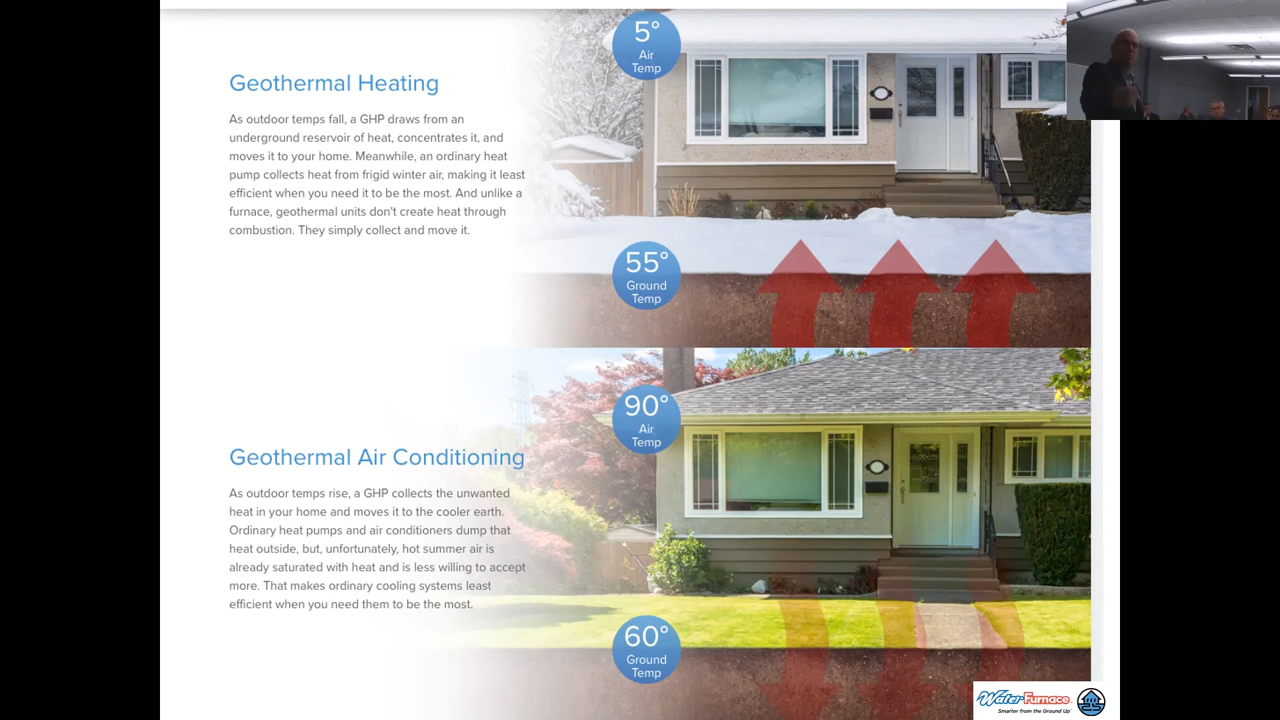 5°
Air
Temp
Geothermal Heating
As outdoor temps fall, a GHP draws from an
underground reservoir of heat, concentrates it, and
moves it to your home. Meanwhile, an ordinary heat
pump collects heat from frigid winter air, making it least
efficient when you need it to be the most. And unlike a
furnace, geothermal units don't create heat through
combustion. They simply collect and move it.
55°
Ground
Temp
90°
Air
Temp
Geothermal Air Conditioning
As outdoor temps rise, a GHP collects the unwanted
heat in your home and moves it to the cooler earth.
Ordinary heat pumps and air conditioners dump that
heat outside, but, unfortunately, hot summer air is
already saturated with heat and is less willing to accept
more. That makes ordinary cooling systems least
efficient when you need them to be the most.
60°
Ground
Temp
WaterFurnace
Smarter from the Ground Up